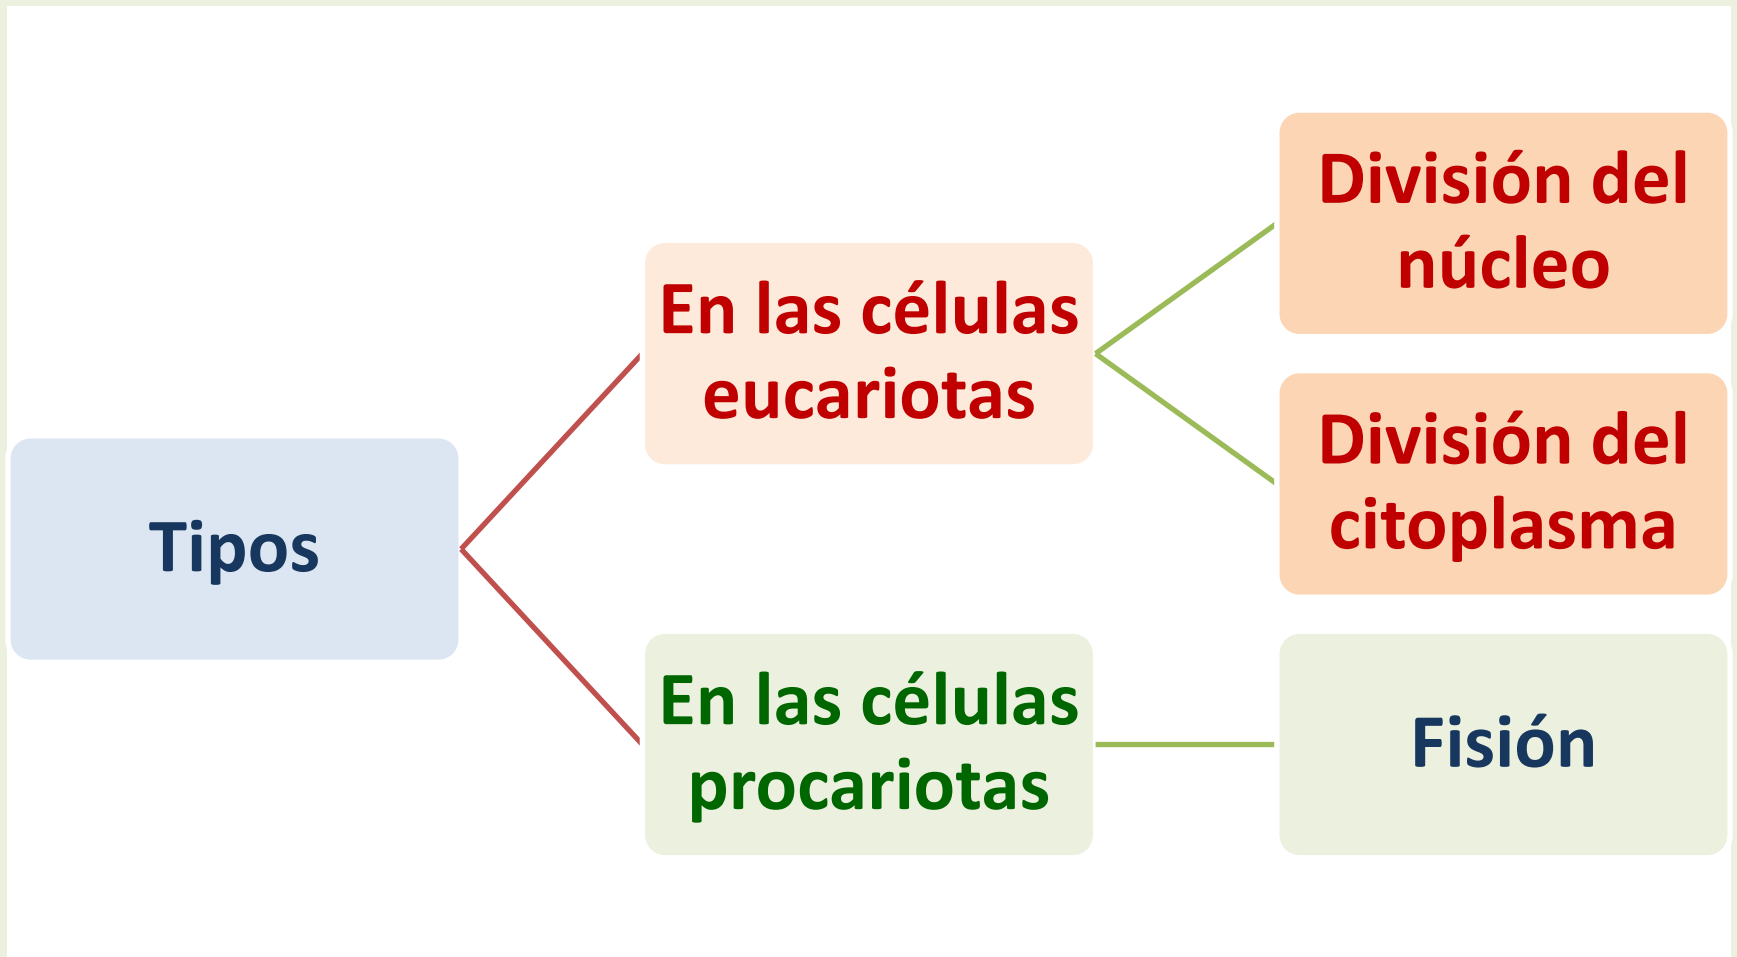 Tipos
En las células
eucariotas
División del
núcleo
División del
citoplasma
En las células
procariotas
Fisión